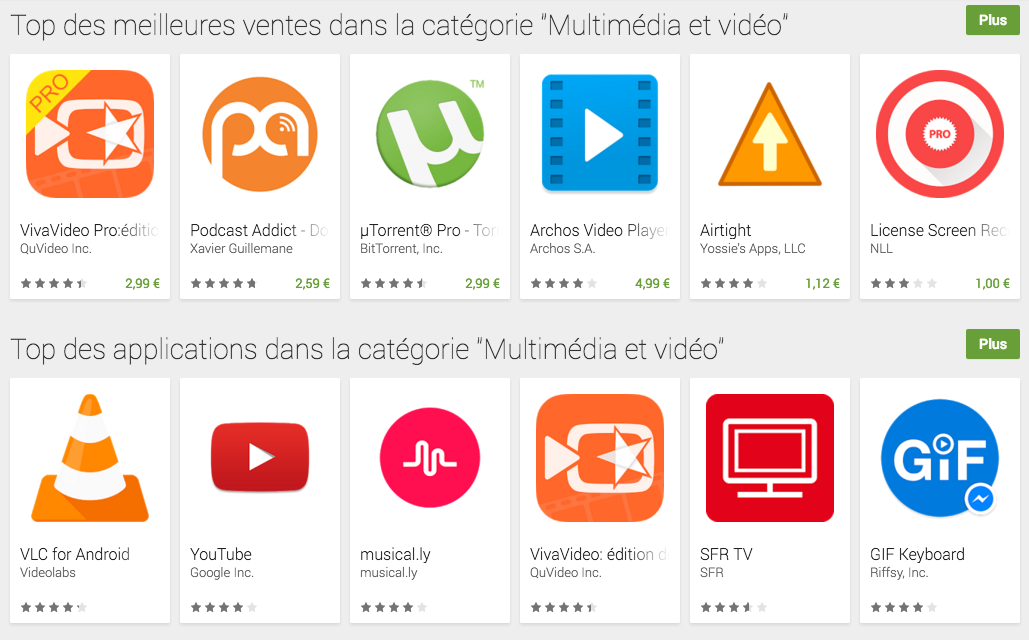 Top des meilleures ventes dans la catégorie "Multimédia et vidéo"
Plus
PRO
TM
PRO
VivaVideo Pro:éditio
Podcast Addict - Do
µTorrent® Pro - Tor
Archos Video Player
Airtight
License Screen Rec
QuVideo Inc.
Xavier Guillemane
BitTorrent, Inc.
Archos S.A.
Yossie's Apps, LLC
NLL
2,99 €
2,59 €
2,99 €
4,99 €
1,12 €
1,00 €
Top des applications dans la catégorie "Multimédia et vidéo"
Plus
GIF
VLC for Android
YouTube
musical.ly
VivaVideo: édition d
SFR TV
GIF Keyboard
Videolabs
Google Inc.
musical.ly
QuVideo Inc.
SFR
Riffsy, Inc.